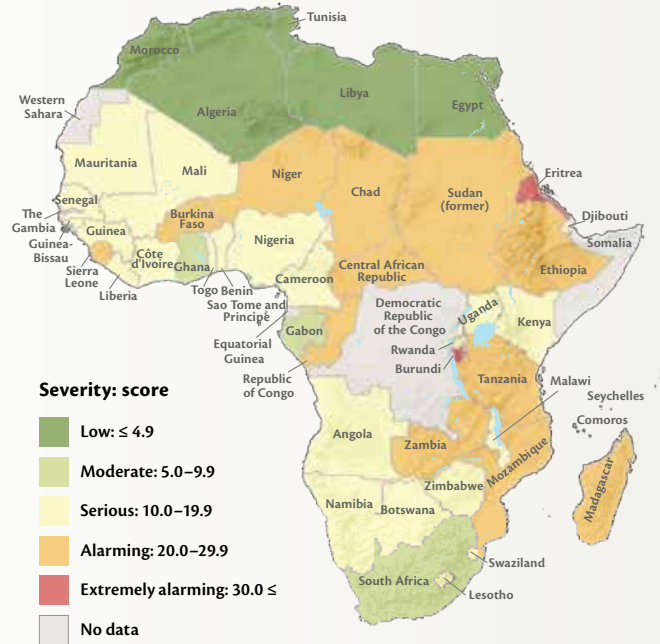 Tunisia
Morocco
Algeria
Libya
Egypt
Western
Sahara
Mauritania
Mali
Niger
Chad
Sudan
(former)
Eritrea
Djibouti
Somalia
Ethiopia
Senegal
The
Gambia
Guinea-
Bissau
Guinea
Sierra
Leone
Liberia
Côte
d'Ivoire
Burkina
Faso
Ghana
Togo
Benin
Nigeria
Cameroon
Central African
Republic
Sao Tome and
Principe
Equatorial
Guinea
Gabon
Republic
of Congo
Democratic
Republic
of the Congo
Uganda
Kenya
Rwanda
Burundi
Tanzania
Malawi
Seychelles
Comoros
Angola
Zambia
Mozambique
Madagascar
Zimbabwe
Namibia
Botswana
Swaziland
South Africa
Lesotho
Severity: score
Low: ≤ 4.9
Moderate: 5.0–9.9
Serious: 10.0–19.9
Alarming: 20.0–29.9
Extremely alarming: 30.0 ≤
No data